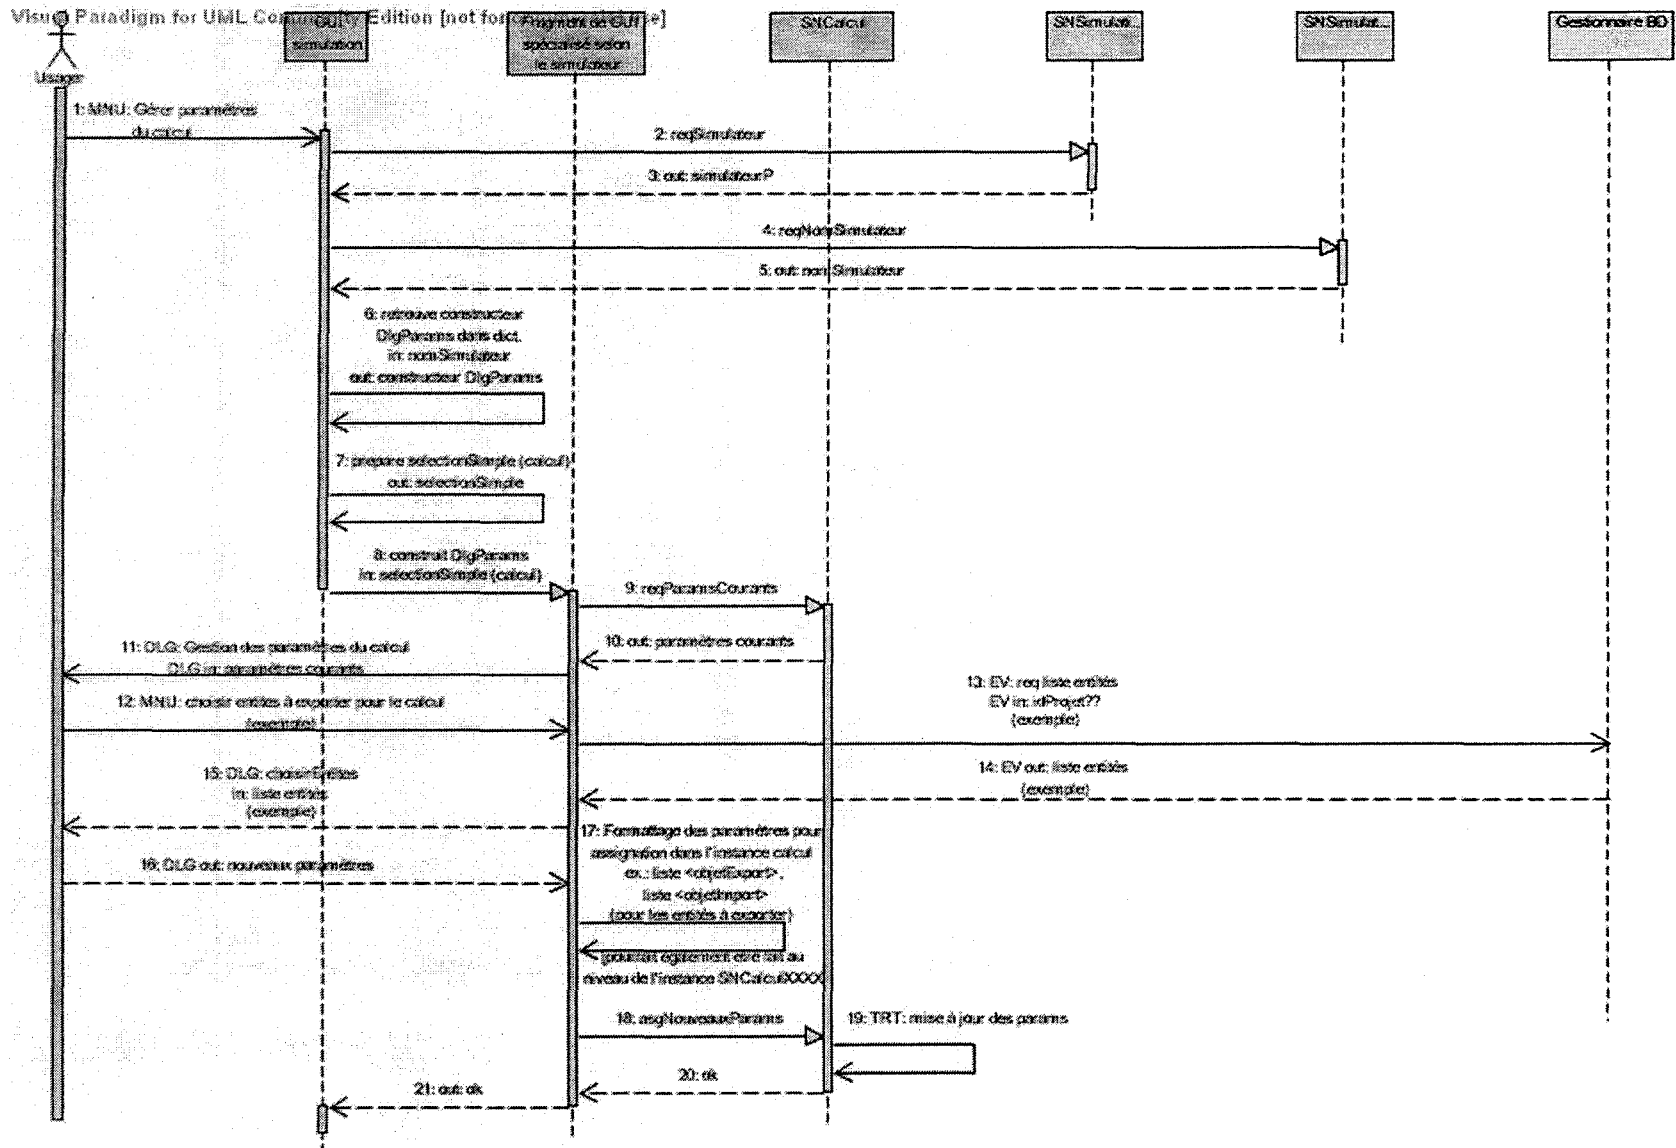 Visual Paradigm for UML Community Edition [not for
Usager
GUI
simulation
Fragment de GUI
spécialisé selon
le simulateur
SNCalcul
SNSimulati...
SNSimulat...
Gestionnaire BD
1: MNU: Gérer paramètres
du calcul
2: reqSimulateur
3: out: simulateurP
4: reqNomSimulateur
5: out: nomSimulateur
6: retrouve constructeur
DlgParams dans dict.
in: nomSimulateur
out: constructeur DlgParams
7: prepare selectionSimple (calcul)
out: selectionSimple
8: construit DlgParams
in: selectionSimple (calcul)
9: reqParamsCourants
10: out: paramètres courants
11: DLG: Gestion des paramètres du calcul
DLG in: paramètres courants
12: MNU: choisir entités à exporter pour le calcul
(exemple)
13: EV: req liste entités
EV in: idProjet??
(exemple)
14: EV out: liste entités
(exemple)
15: DLG: choisirEntites
in: liste entités
(exemple)
16: DLG out: nouveaux paramètres
17: Formattage des paramètres pour
assignation dans l'instance calcul
ex.: liste <objetExport>,
liste <objetImport>
(pour les entités à exporter)
(pourrait également être fait au
niveau de l'instance SNCalculXXXX
18: asgNouveauxParams
19: TRT: mise à jour des params
20: ok
21: out: ok